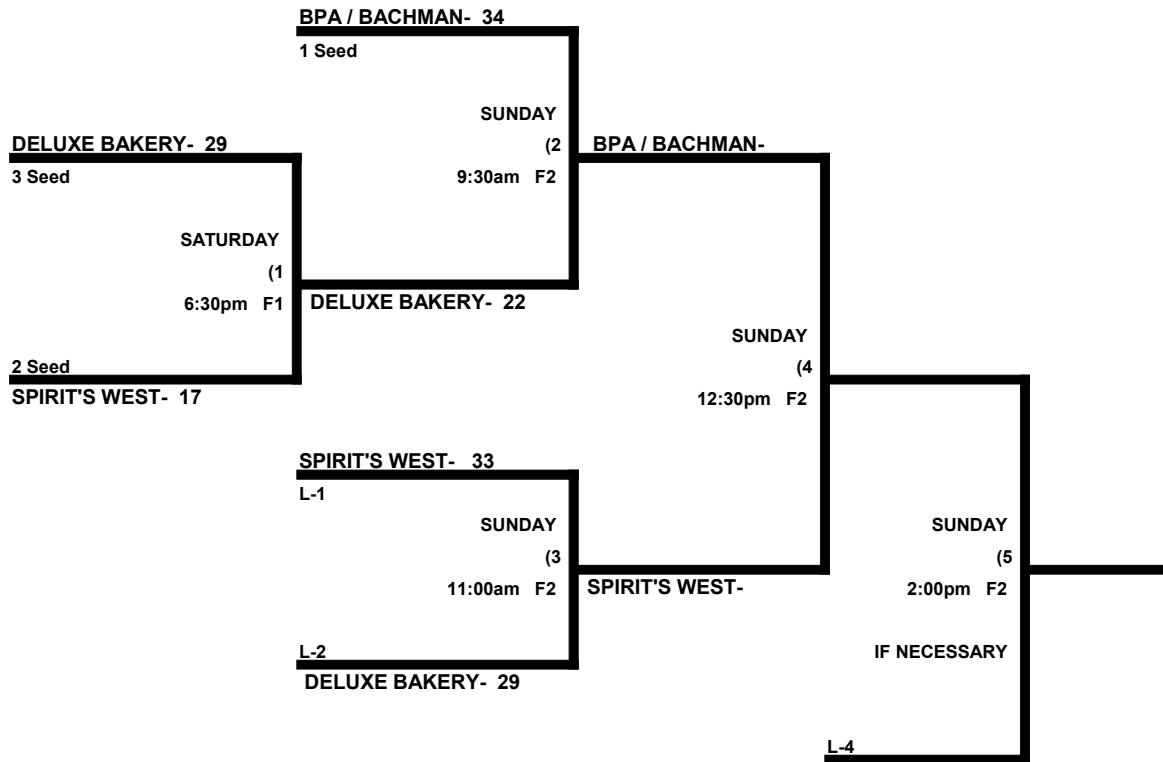 BPA / BACHMAN- 34
1 Seed
SUNDAY
DELUXE BAKERY- 29
(2
BPA / BACHMAN-
3 Seed
9:30am F2
SATURDAY
(1
6:30pm F1
DELUXE BAKERY- 22
SUNDAY
2 Seed
(4
SPIRIT'S WEST- 17
12:30pm F2
SPIRIT'S WEST- 33
L-1
SUNDAY
SUNDAY
(3
(5
11:00am F2
SPIRIT'S WEST-
2:00pm F2
L-2
IF NECESSARY
DELUXE BAKERY- 29
L-4